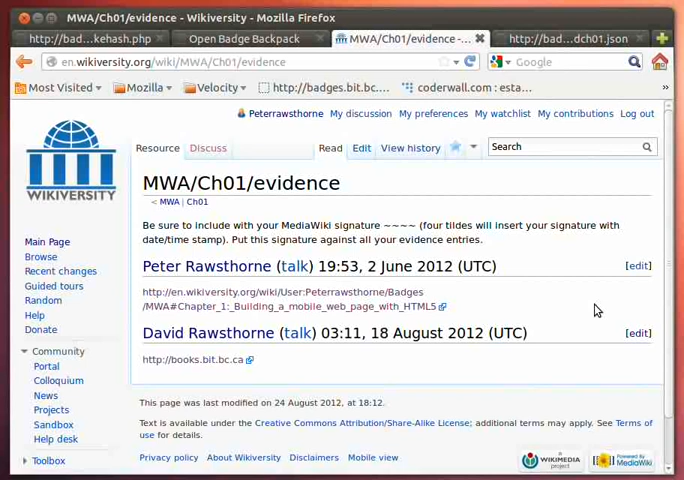 MWA/Ch01/evidence - Wikiversity - Mozilla Firefox
http://bad...kehash.php
Open Badge Backpack
MWA/Ch01/evidence -...
http://bad...dch01.json
en.wikiversity.org/wiki/MWA/Ch01/evidence
Google
Most Visited
Mozilla
Velocity
http://badges.bit.bc....
coderwall.com : esta...
»
Peterrawsthorne My discussion My preferences My watchlist My contributions Log out
Resource Discuss Read Edit View history Search
WIKIVERSITY
Main Page
Browse
Recent changes
Guided tours
Random
Help
Donate
Community
Portal
Colloquium
News
Projects
Sandbox
Help desk
Toolbox
MWA/Ch01/evidence
< MWA | Ch01
Be sure to include with your MediaWiki signature ~~~~ (four tildes will insert your signature with
date/time stamp). Put this signature against all your evidence entries.
Peter Rawsthorne (talk) 19:53, 2 June 2012 (UTC) [edit]
http://en.wikiversity.org/wiki/User:Peterrawsthorne/Badges
/MWA#Chapter_1:_Building_a_mobile_web_page_with_HTML5
David Rawsthorne (talk) 03:11, 18 August 2012 (UTC) [edit]
http://books.bit.bc.ca
This page was last modified on 24 August 2012, at 18:12.
Text is available under the Creative Commons Attribution/Share-Alike License; additional terms may apply. See Terms of
use for details.
Privacy policy About Wikiversity Disclaimers Mobile view
A
WIKIMEDIA
project
Powered By
MediaWiki